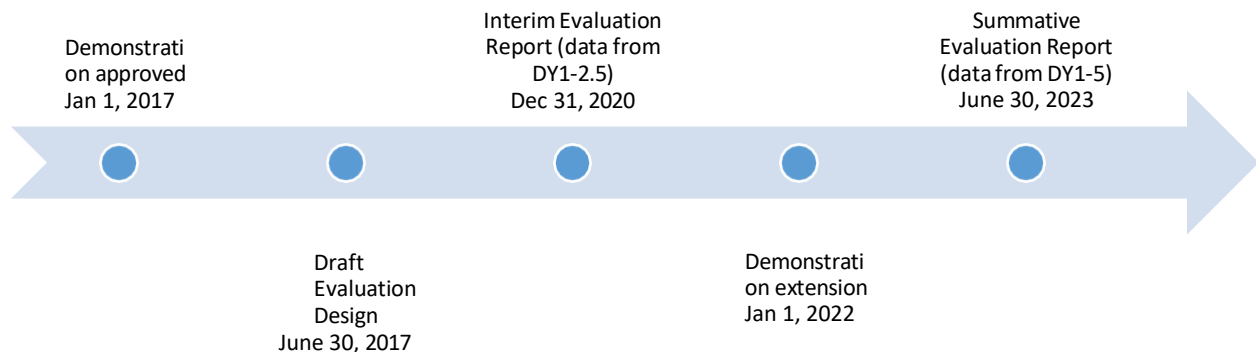 Demonstrati
on approved
Jan 1, 2017
Draft
Evaluation
Design
June 30, 2017
Interim Evaluation
Report (data from
DY1-2.5)
Dec 31, 2020
Demonstrati
on extension
Jan 1, 2022
Summative
Evaluation Report
(data from DY1-5)
June 30, 2023